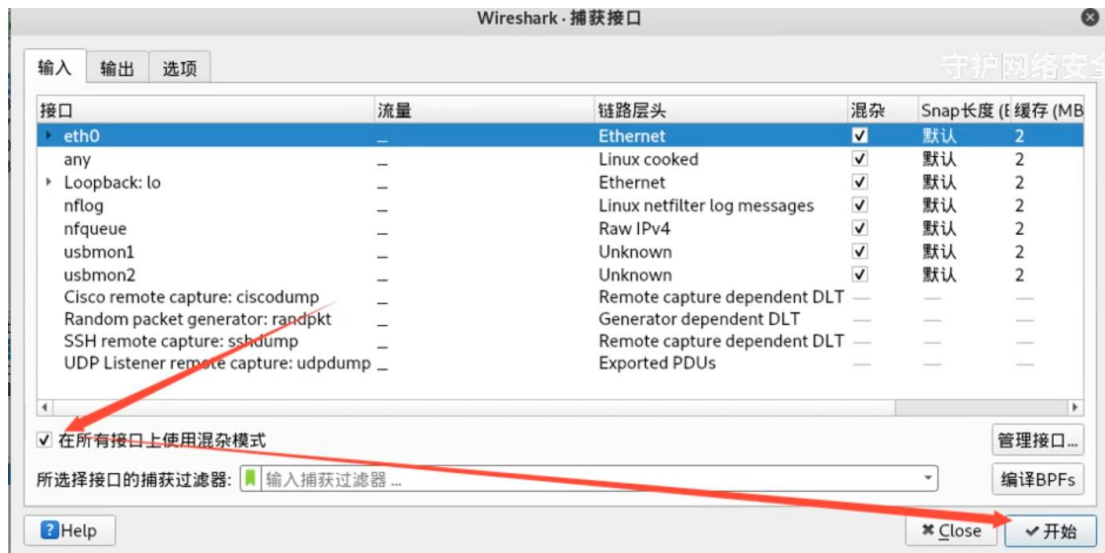 Wireshark · 捕获接口
守护网络安全
输入 输出 选项
接口 流量 链路层头 混杂 Snap长度 (E 缓存 (MB
eth0 _ Ethernet ✓ 默认 2
any _ Linux cooked ✓ 默认 2
Loopback: lo _ Ethernet ✓ 默认 2
nflog _ Linux netfilter log messages ✓ 默认 2
nfqueue _ Raw IPv4 ✓ 默认 2
usbmon1 _ Unknown ✓ 默认 2
usbmon2 _ Unknown ✓ 默认 2
Cisco remote capture: ciscodump _ Remote capture dependent DLT — — —
Random packet generator: randpkt _ Generator dependent DLT — — —
SSH remote capture: sshdump _ Remote capture dependent DLT — — —
UDP Listener remote capture: udpdump _ Exported PDUs — — —
✓ 在所有接口上使用混杂模式 管理接口...
所选择接口的捕获过滤器: 输入捕获过滤器 ... 编译BPFs
Help Close 开始